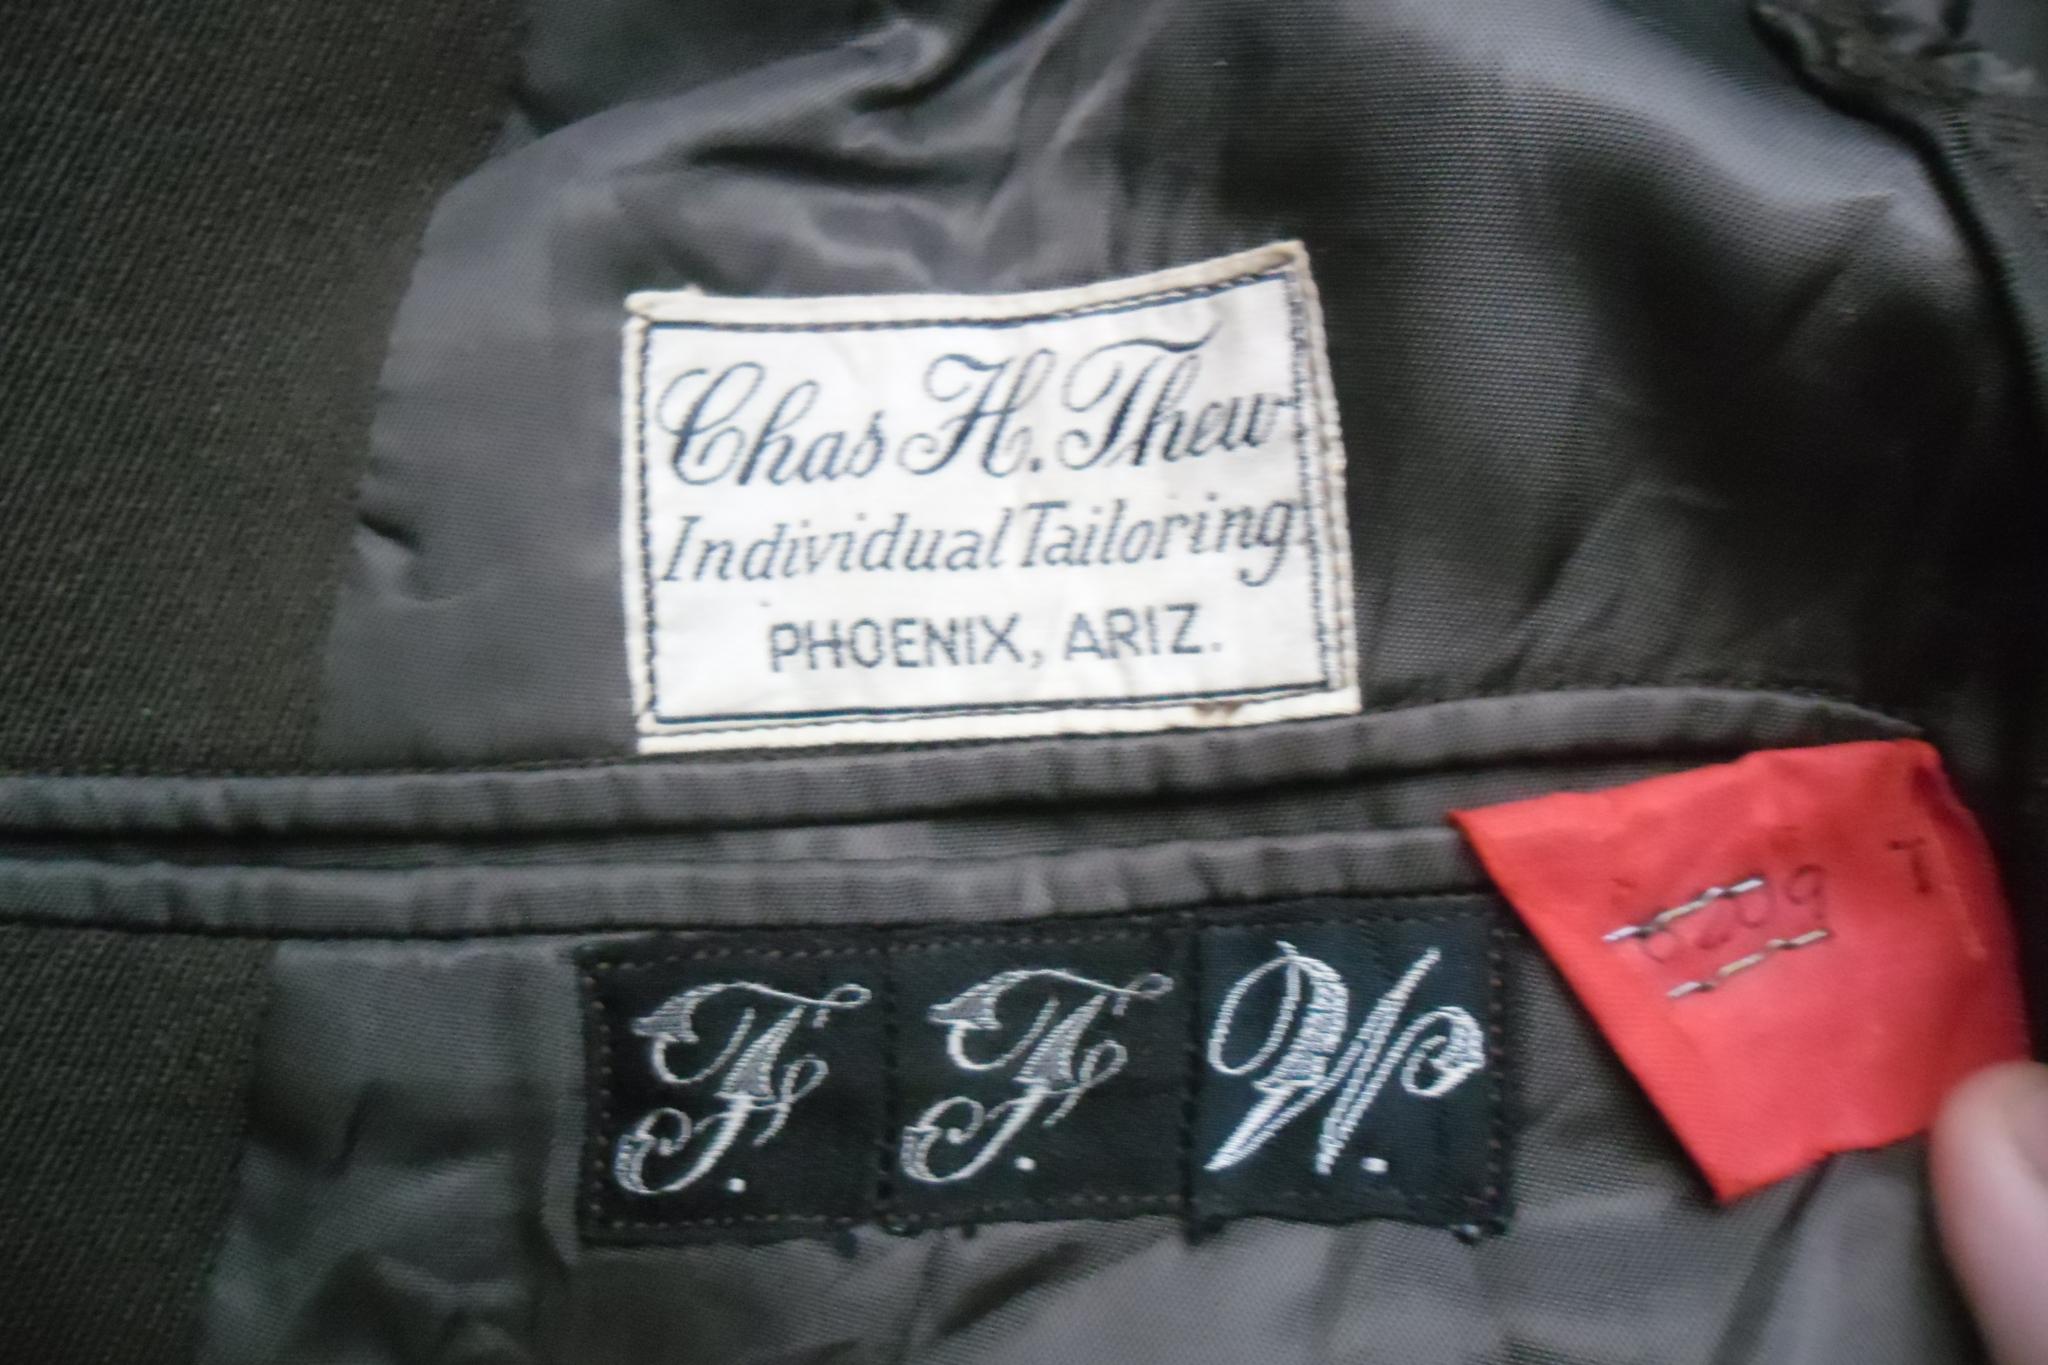 Chas H. Thew
Individual Tailoring
PHOENIX, ARIZ.
F. F. W.